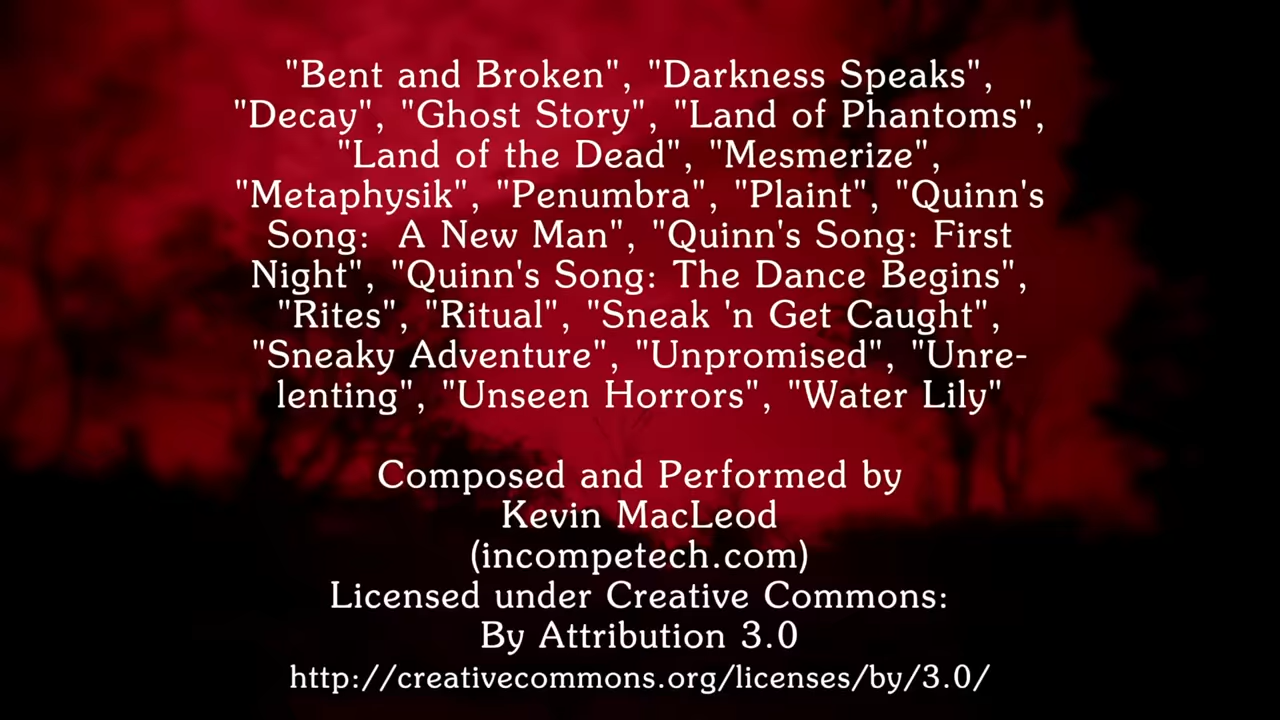 "Bent and Broken", "Darkness Speaks",
"Decay", "Ghost Story", "Land of Phantoms",
"Land of the Dead", "Mesmerize",
"Metaphysik", "Penumbra", "Plaint", "Quinn's
Song:  A New Man", "Quinn's Song: First
Night", "Quinn's Song: The Dance Begins",
"Rites", "Ritual", "Sneak 'n Get Caught",
"Sneaky Adventure", "Unpromised", "Unre-
lenting", "Unseen Horrors", "Water Lily"
Composed and Performed by
Kevin MacLeod
(incompetech.com)
Licensed under Creative Commons:
By Attribution 3.0
http://creativecommons.org/licenses/by/3.0/